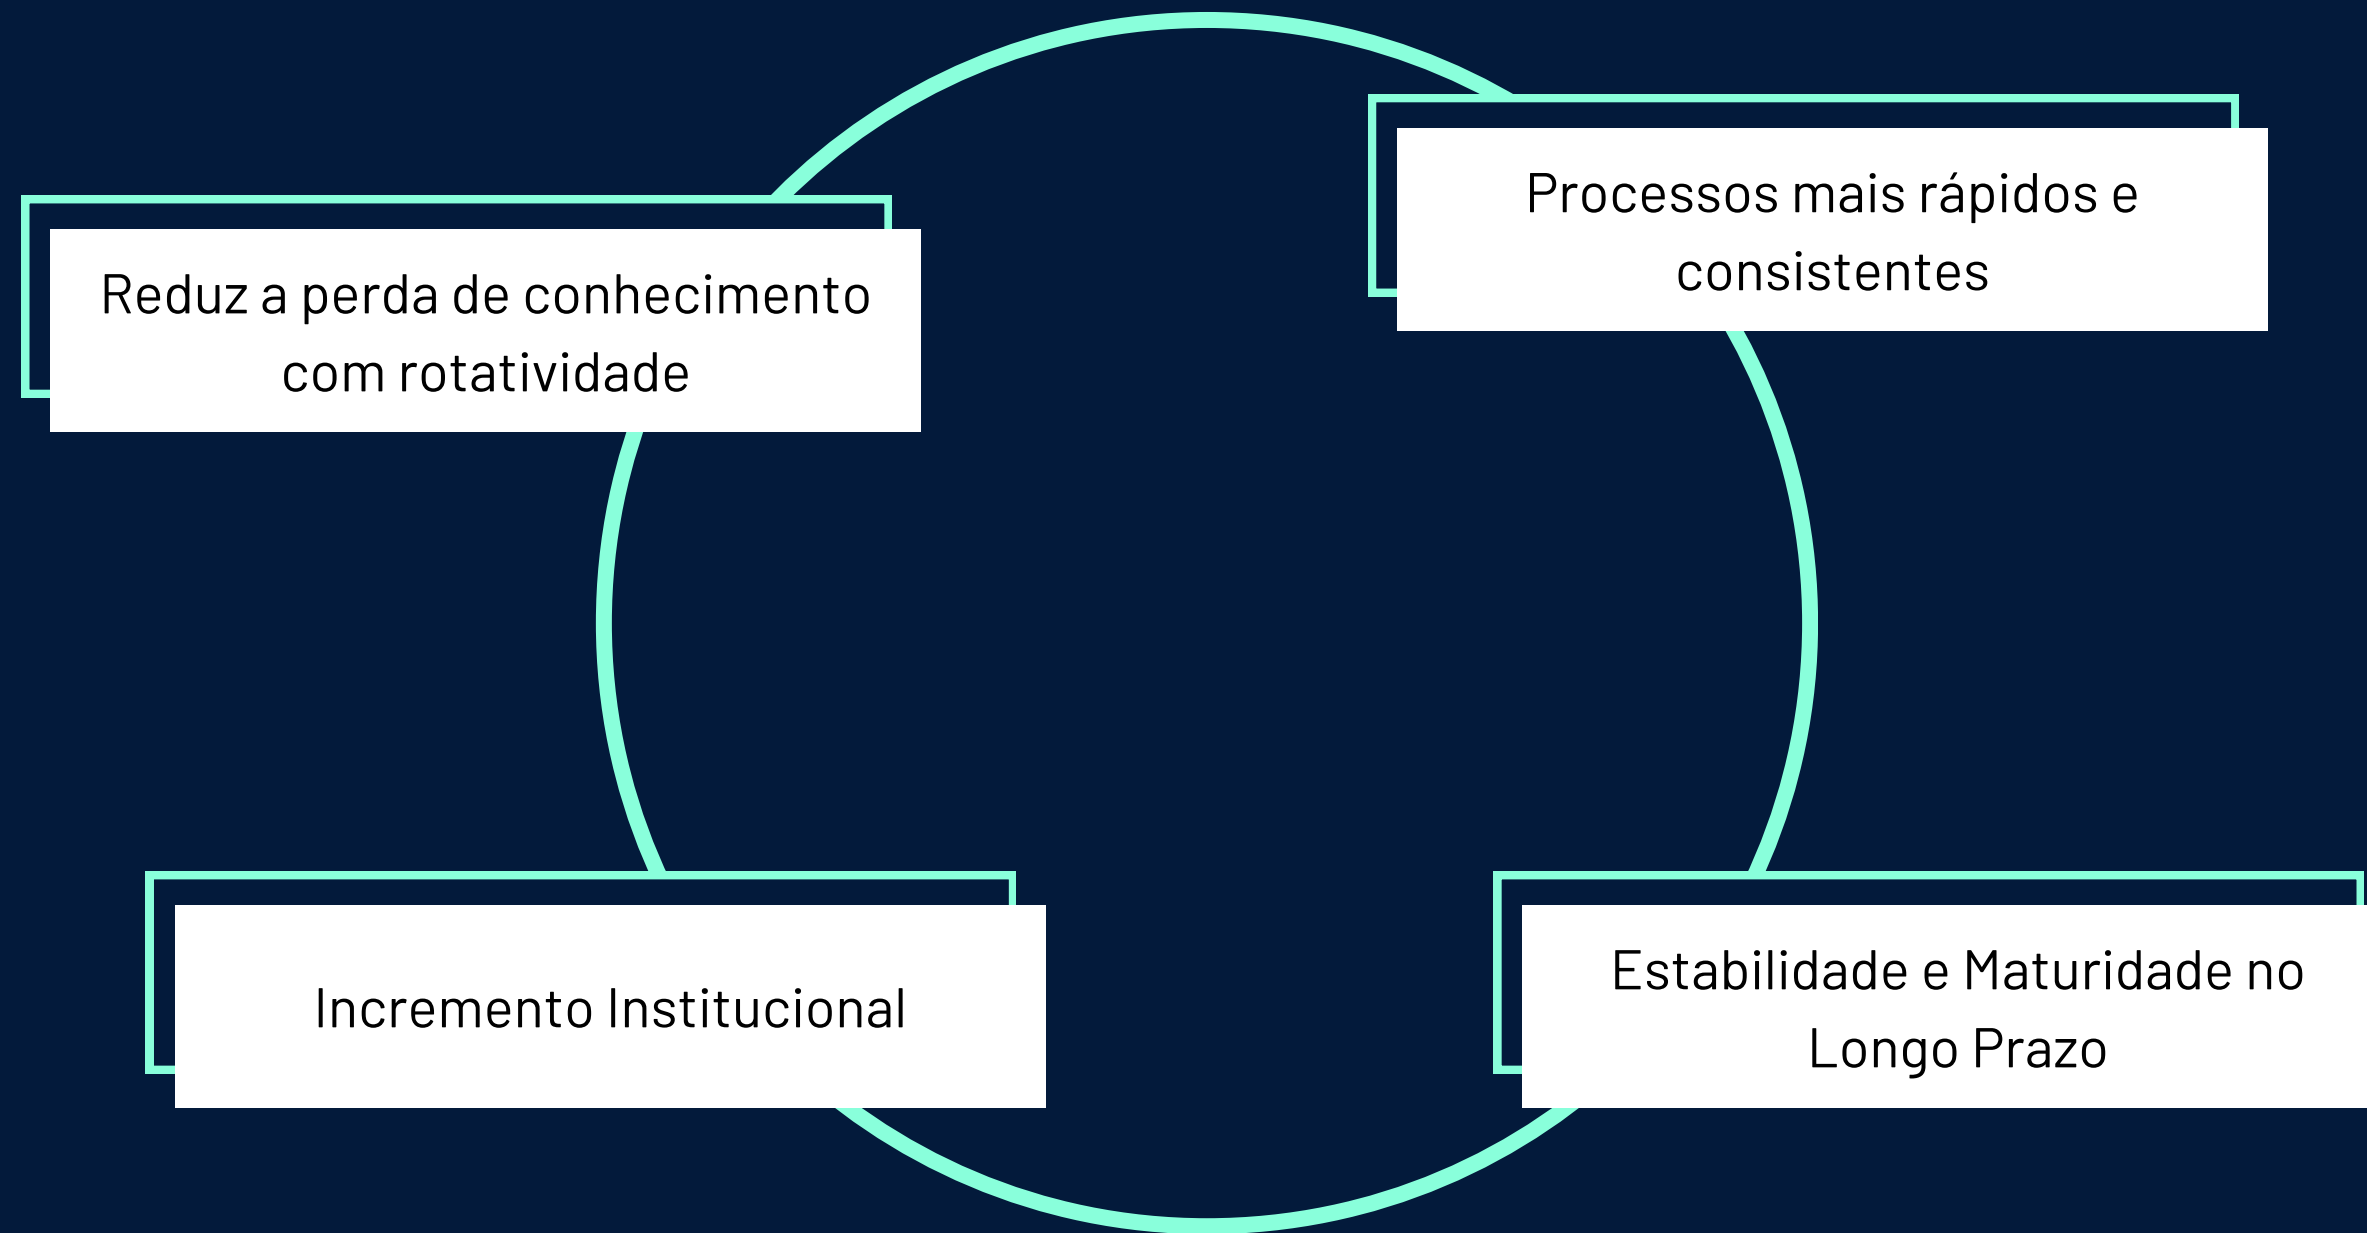 Processos mais rápidos e
consistentes
Reduz a perda de conhecimento
com rotatividade
Incremento Institucional
Estabilidade e Maturidade no
Longo Prazo